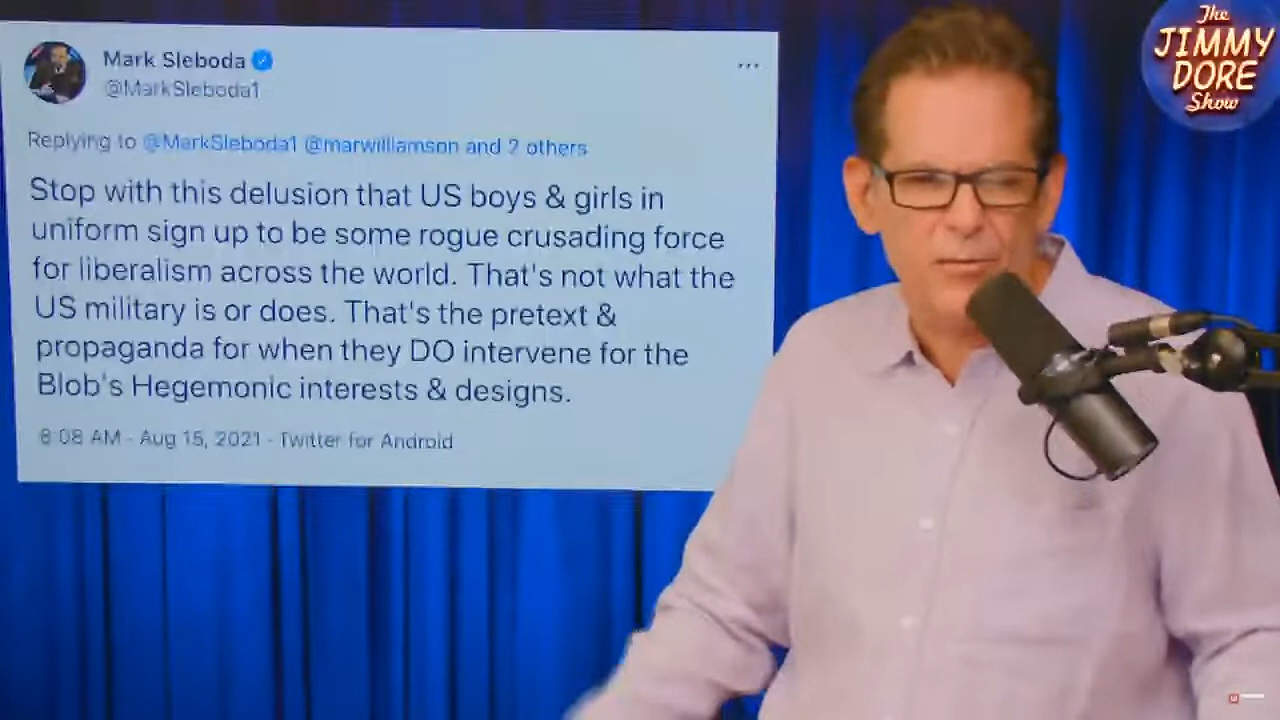 The
JIMMY
DORE
Show
Mark Sleboda
@MarkSleboda1
Replying to @MarkSleboda1 @marwilliamson and 2 others
Stop with this delusion that US boys & girls in
uniform sign up to be some rogue crusading force
for liberalism across the world. That's not what the
US military is or does. That's the pretext &
propaganda for when they DO intervene for the
Blob's Hegemonic interests & designs.
8:08 AM - Aug 15, 2021 - Twitter for Android